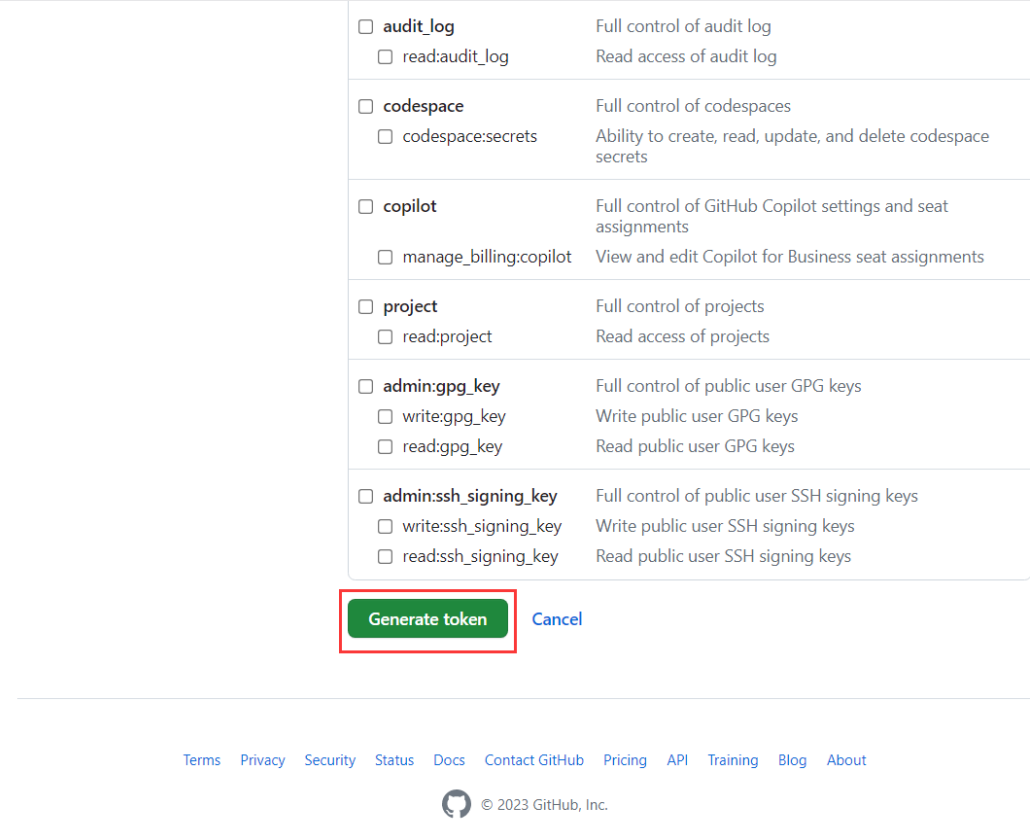 audit_log Full control of audit log
read:audit_log Read access of audit log
codespace Full control of codespaces
codespace:secrets Ability to create, read, update, and delete codespace
secrets
copilot Full control of GitHub Copilot settings and seat
assignments
manage_billing:copilot View and edit Copilot for Business seat assignments
project Full control of projects
read:project Read access of projects
admin:gpg_key Full control of public user GPG keys
write:gpg_key Write public user GPG keys
read:gpg_key Read public user GPG keys
admin:ssh_signing_key Full control of public user SSH signing keys
write:ssh_signing_key Write public user SSH signing keys
read:ssh_signing_key Read public user SSH signing keys
Generate token Cancel
Terms Privacy Security Status Docs Contact GitHub Pricing API Training Blog About
© 2023 GitHub, Inc.